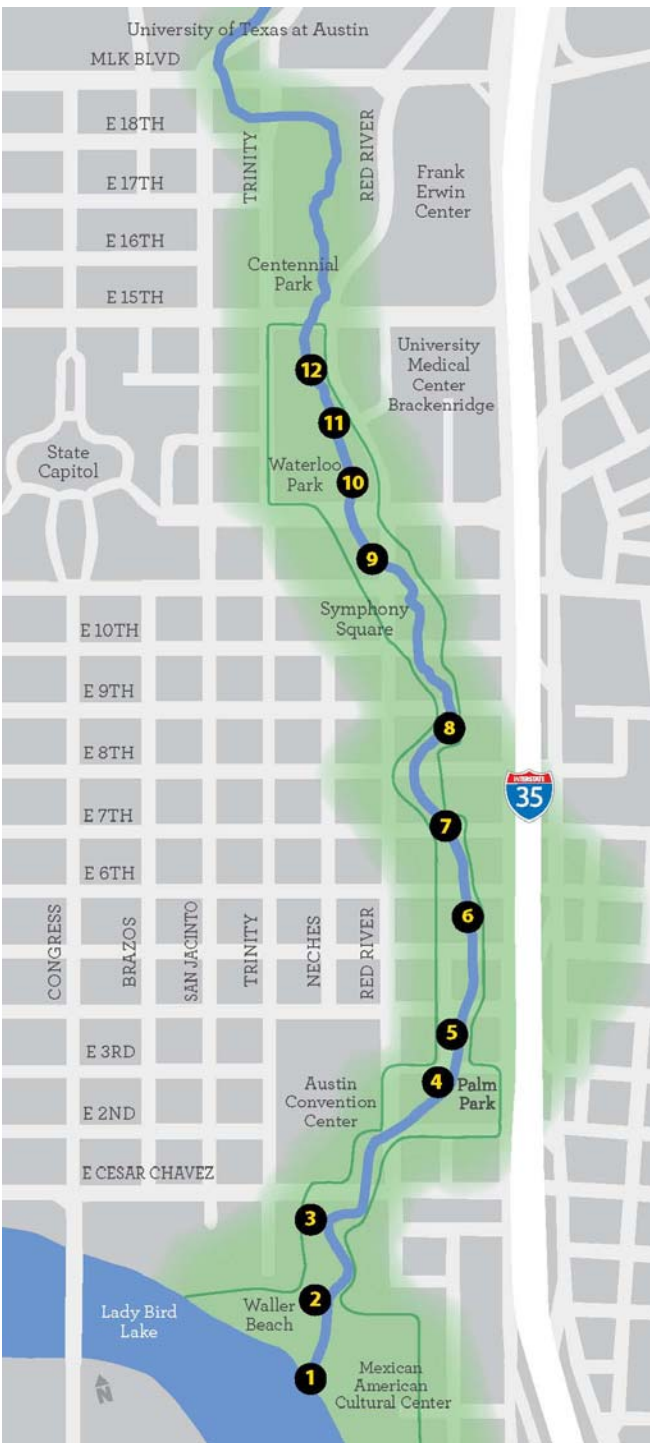 University of Texas at Austin
MLK BLVD
E 18TH
TRINITY
RED RIVER
E 17TH
Frank
Erwin
Center
E 16TH
Centennial
Park
E 15TH
University
Medical
Center
Brackenridge
12
11
State
Capitol
Waterloo
Park
10
9
Symphony
Square
E 10TH
E 9TH
8
E 8TH
INTERSTATE
35
E 7TH
7
E 6TH
6
CONGRESS
BRAZOS
SAN JACINTO
TRINITY
NECHES
RED RIVER
5
E 3RD
4
Palm
Park
Austin
Convention
Center
E 2ND
E CESAR CHAVEZ
3
2
Waller
Beach
Lady Bird
Lake
1
Mexican
American
Cultural Center
N